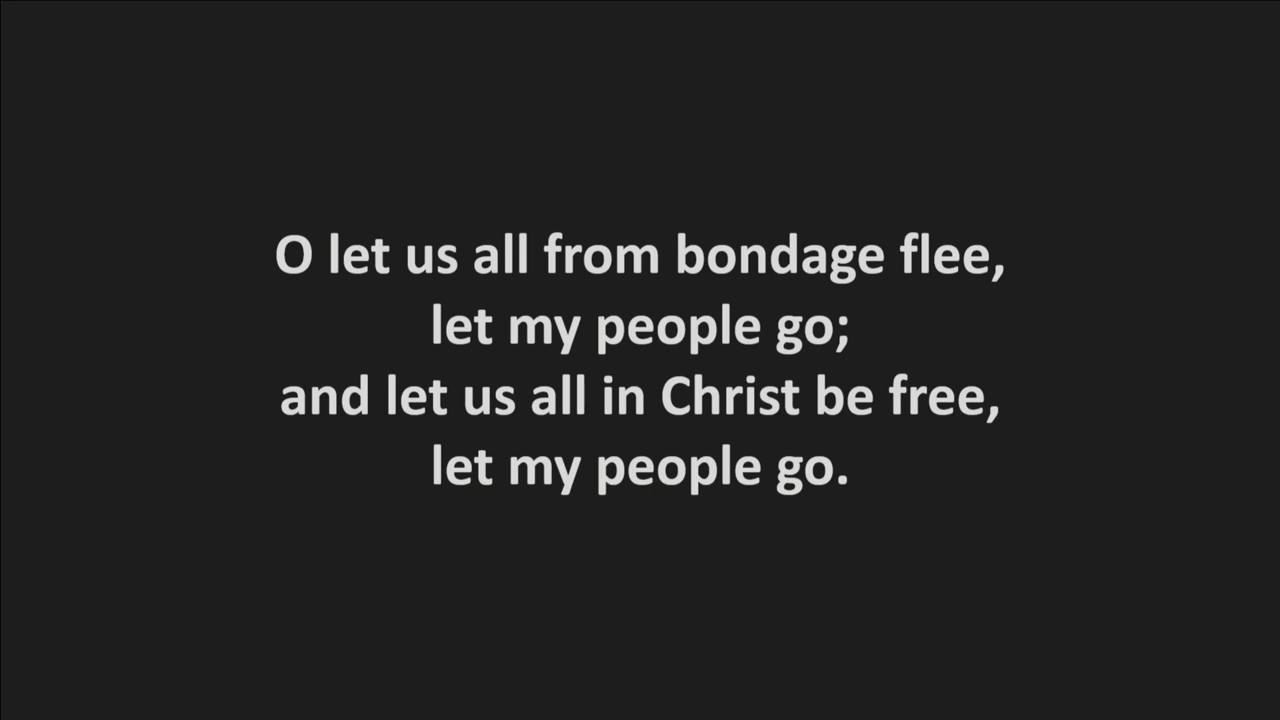 O let us all from bondage flee,
let my people go;
and let us all in Christ be free,
let my people go.